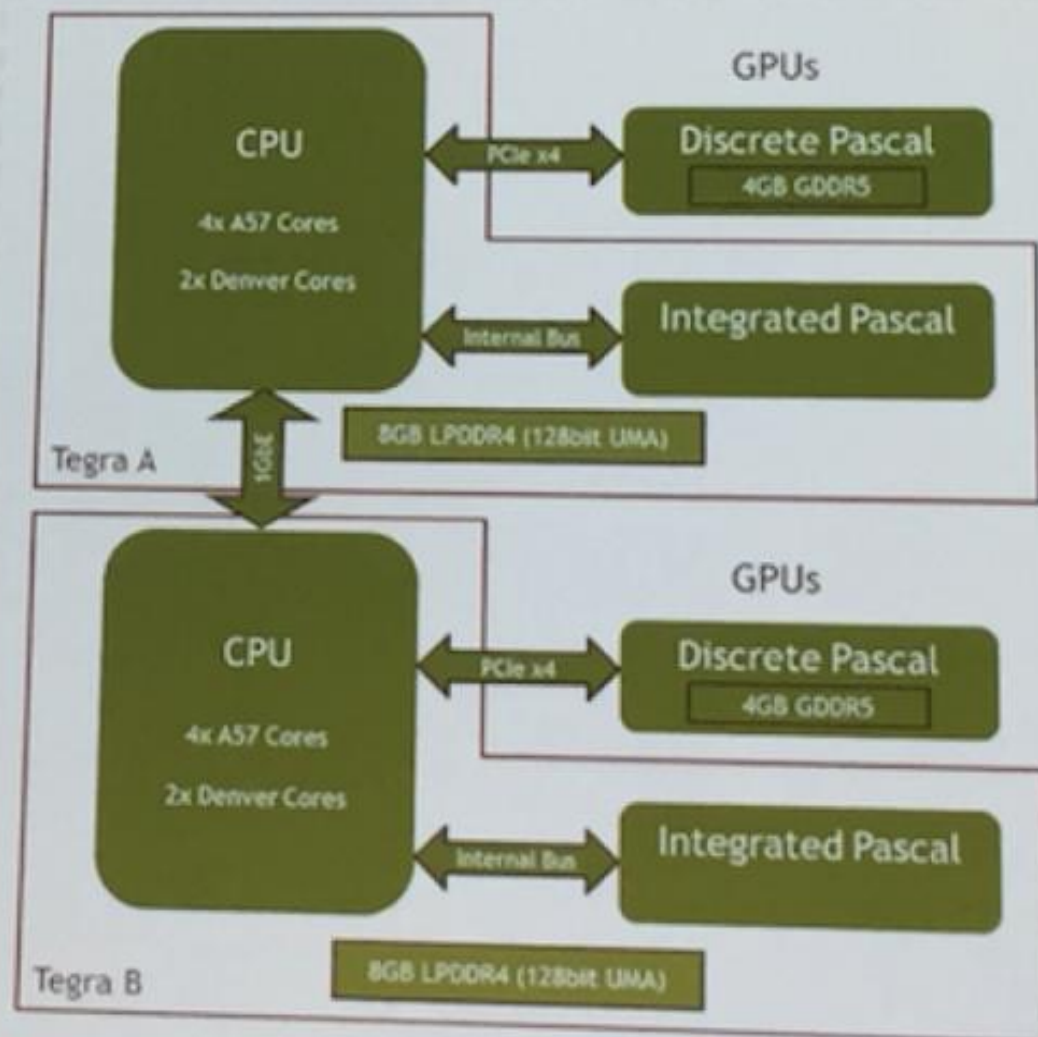 GPUs
CPU
4x A57 Cores
2x Denver Cores
PCIe x4
Discrete Pascal
4GB GDDR5
Internal Bus
Integrated Pascal
8GB LPDDR4 (128bit UMA)
Tegra A
1GbE
GPUs
CPU
4x A57 Cores
2x Denver Cores
PCIe x4
Discrete Pascal
4GB GDDR5
Internal Bus
Integrated Pascal
8GB LPDDR4 (128bit UMA)
Tegra B